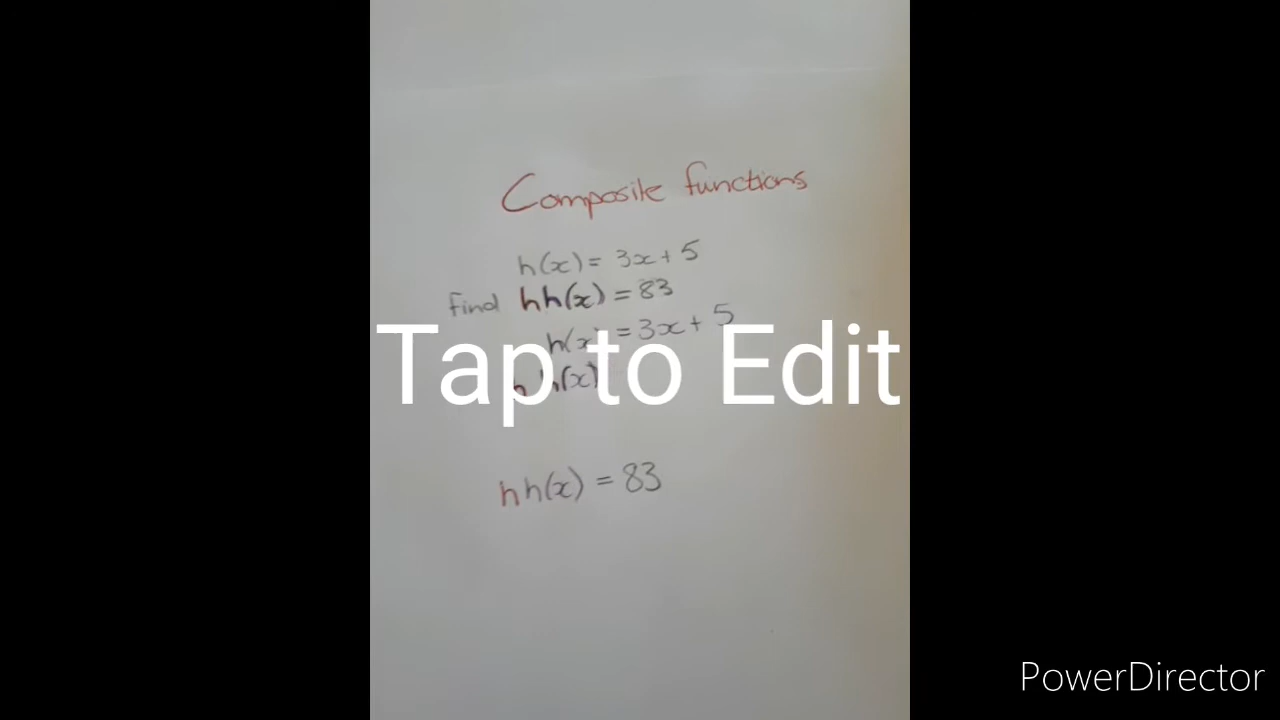 Composite functions
h(x) = 3x + 5
find hh(x) = 83
h(x) = 3x + 5
Tap to Edit
h h(x)
hh(x) = 83
PowerDirector